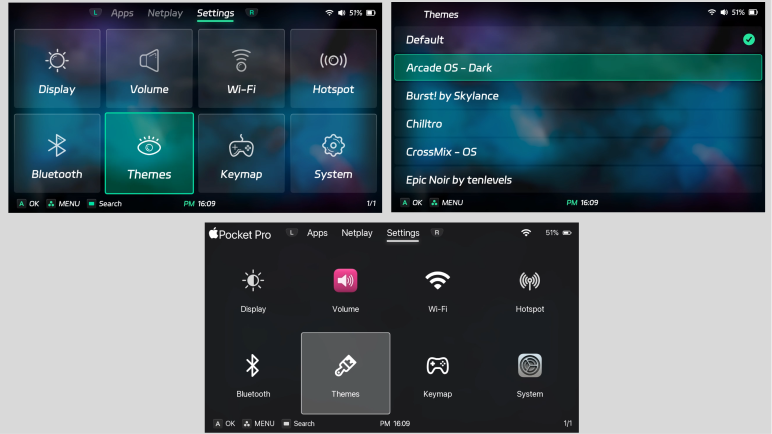 L Apps Netplay Settings R 51%
Display Volume Wi-Fi Hotspot
Bluetooth Themes Keymap System
A OK MENU Search PM 16:09 1/1
Themes 51%
Default
Arcade OS - Dark
Burst! by Skylance
Chilltro
CrossMix - OS
Epic Noir by tenlevels
A OK MENU PM 16:09
Pocket Pro L Apps Netplay Settings R 51%
Display Volume Wi-Fi Hotspot
Bluetooth Themes Keymap System
A OK MENU Search PM 16:09 1/1